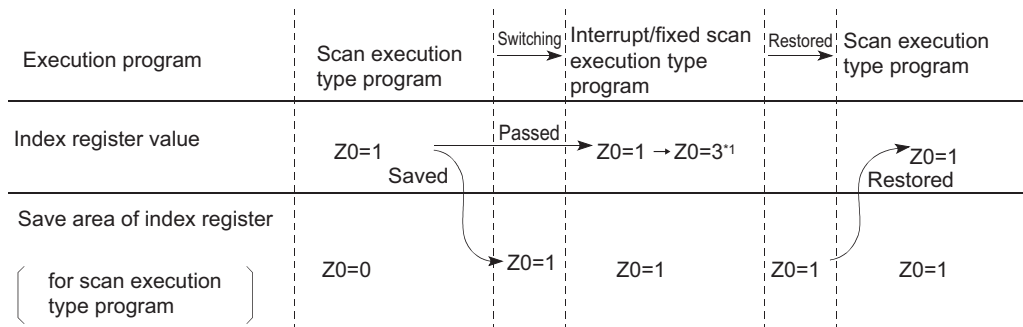 Execution program
Scan execution
type program
Switching
Interrupt/fixed scan
execution type
program
Restored
Scan execution
type program
Index register value
Z0=1
Passed
Saved
Z0=1 → Z0=3*1
Z0=1
Restored
Save area of index register
for scan execution
type program
Z0=0
Z0=1
Z0=1
Z0=1
Z0=1